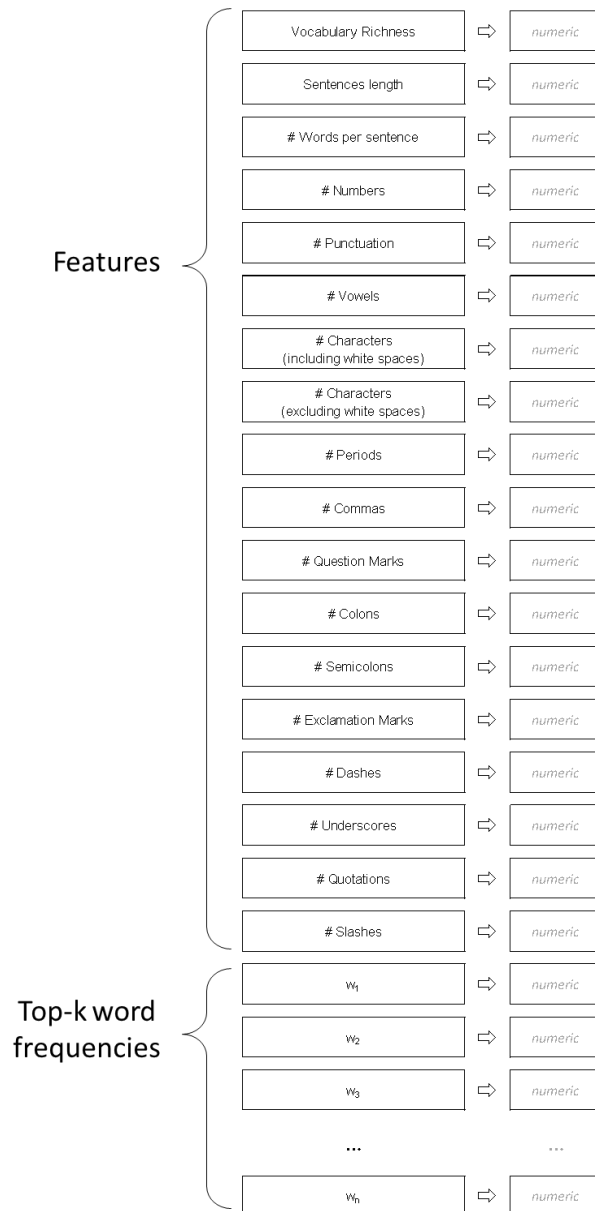 Vocabulary Richness numeric
Sentences length numeric
# Words per sentence numeric
# Numbers numeric
# Punctuation numeric
Features
# Vowels numeric
# Characters
(including white spaces) numeric
# Characters
(excluding white spaces) numeric
# Periods numeric
# Commas numeric
# Question Marks numeric
# Colons numeric
# Semicolons numeric
# Exclamation Marks numeric
# Dashes numeric
# Underscores numeric
# Quotations numeric
# Slashes numeric
Top-k word
frequencies
w₁ numeric
w₂ numeric
w₃ numeric
... ...
wₙ numeric